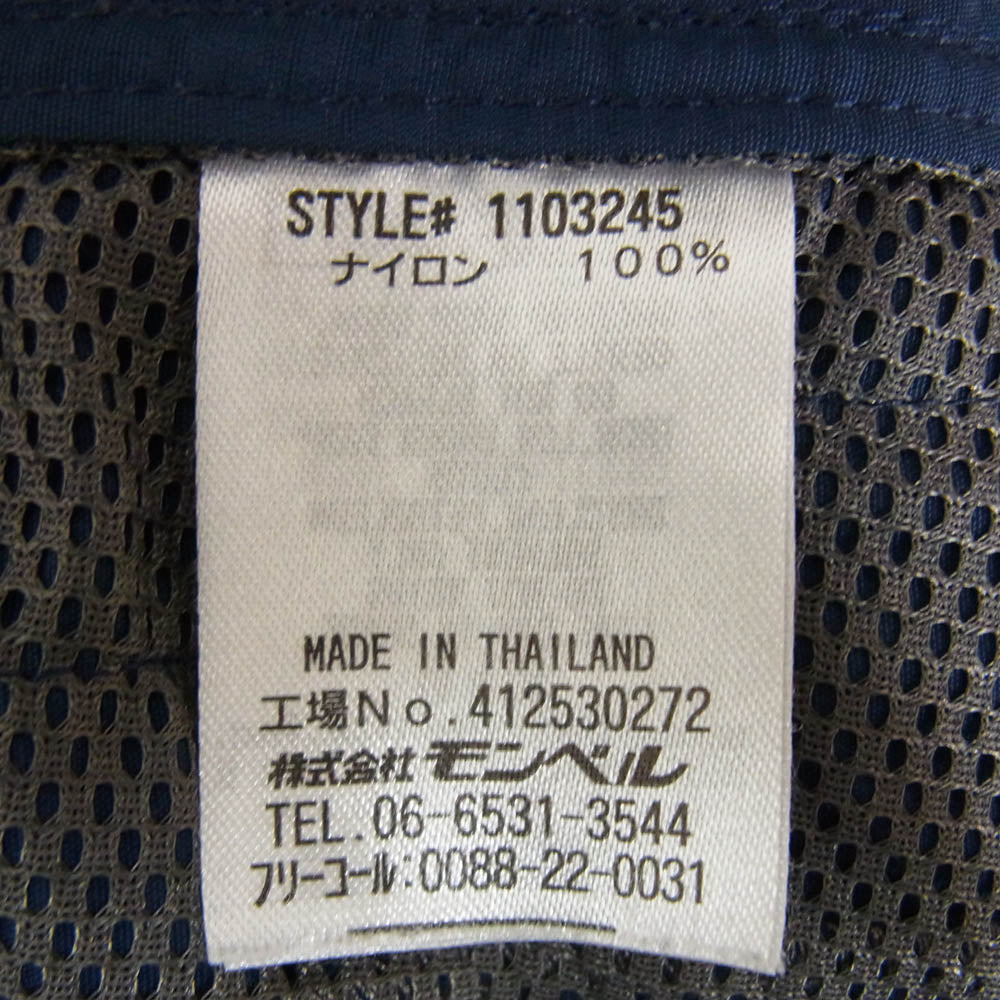 STYLE# 1103245
ナイロン 100%
MADE IN THAILAND
工場No.412530272
株式会社 モンベル
TEL.06-6531-3544
フリーコール:0088-22-0031